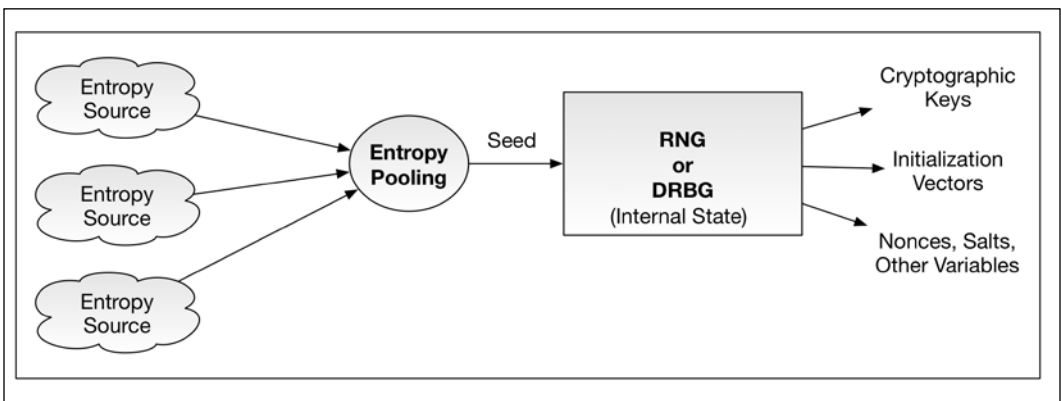 Entropy
Source
Entropy
Source
Entropy
Source
Entropy
Pooling
Seed
RNG
or
DRBG
(Internal State)
Cryptographic
Keys
Initialization
Vectors
Nonces, Salts,
Other Variables